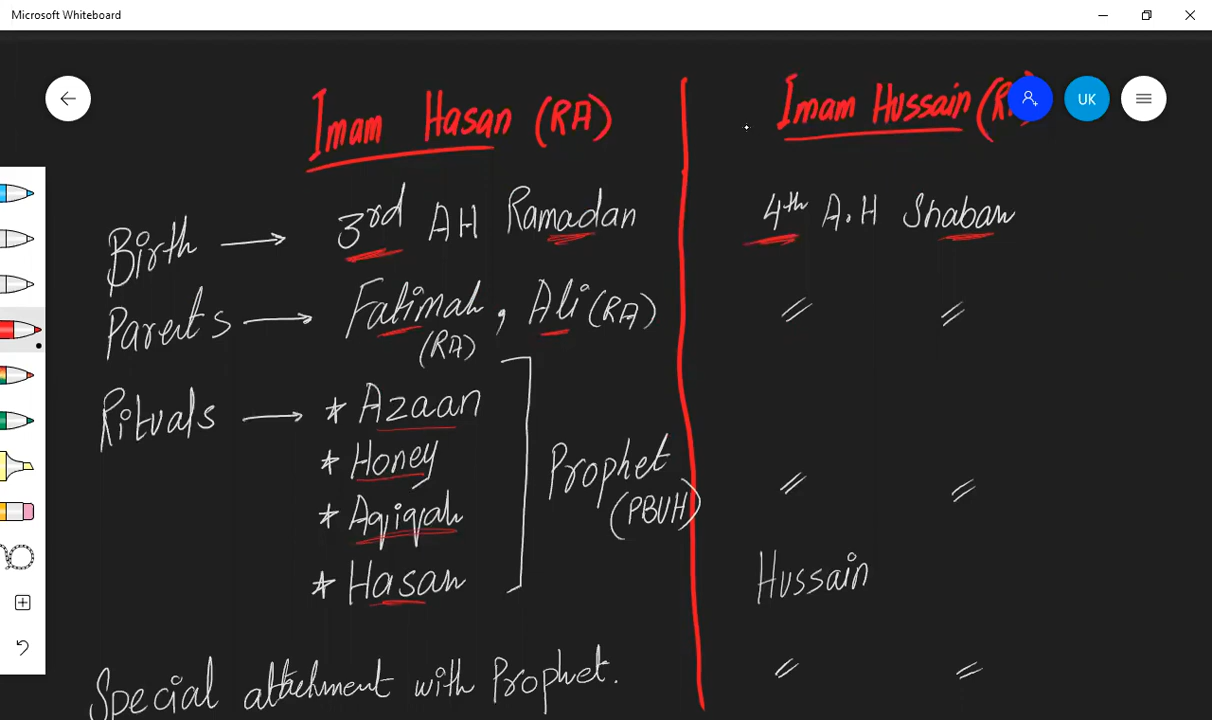 Microsoft Whiteboard
Imam Hasan (RA)
Imam Hussain
UK
Birth → 3rd AH Ramadan
4th A.H Shaban
Parents → Fatimah, Ali (RA)
(RA)
〃 〃
Rituals → * Azaan
* Honey
* Aqiqah
* Hasan
Prophet
(PBUH)
〃 〃
Hussain
Special attachment with Prophet.
〃 〃